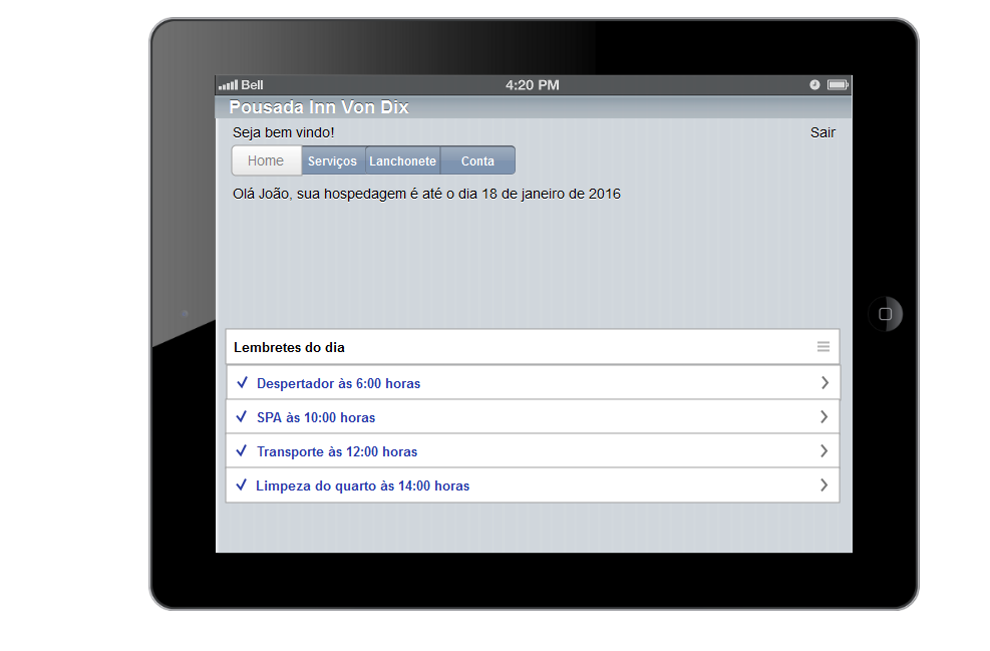 Bell 4:20 PM
Pousada Inn Von Dix
Seja bem vindo! Sair
Home Serviços Lanchonete Conta
Olá João, sua hospedagem é até o dia 18 de janeiro de 2016
Lembretes do dia
Despertador às 6:00 horas
SPA às 10:00 horas
Transporte às 12:00 horas
Limpeza do quarto às 14:00 horas